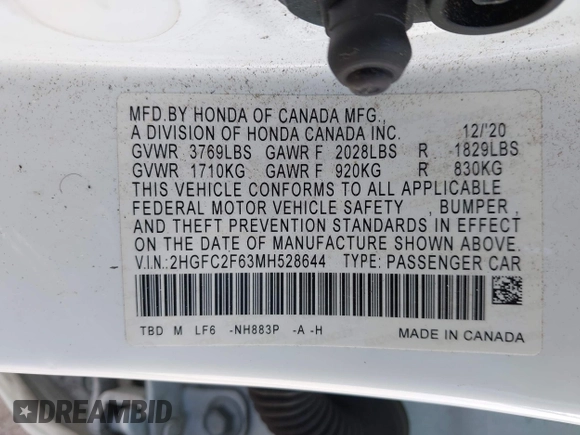 MFD.BY HONDA OF CANADA MFG.,
A DIVISION OF HONDA CANADA INC. 12/'20
GVWR 3769LBS GAWR F 2028LBS R -1829LBS
GVWR 1710KG GAWR F 920KG R 830KG
THIS VEHICLE CONFORMS TO ALL APPLICABLE
FEDERAL MOTOR VEHICLE SAFETY , BUMPER ,
AND THEFT PREVENTION STANDARDS IN EFFECT
ON THE DATE OF MANUFACTURE SHOWN ABOVE.
V.I.N.:2HGFC2F63MH528644 TYPE: PASSENGER CAR
TBD M LF6 -NH883P -A -H
MADE IN CANADA
DREAMBID